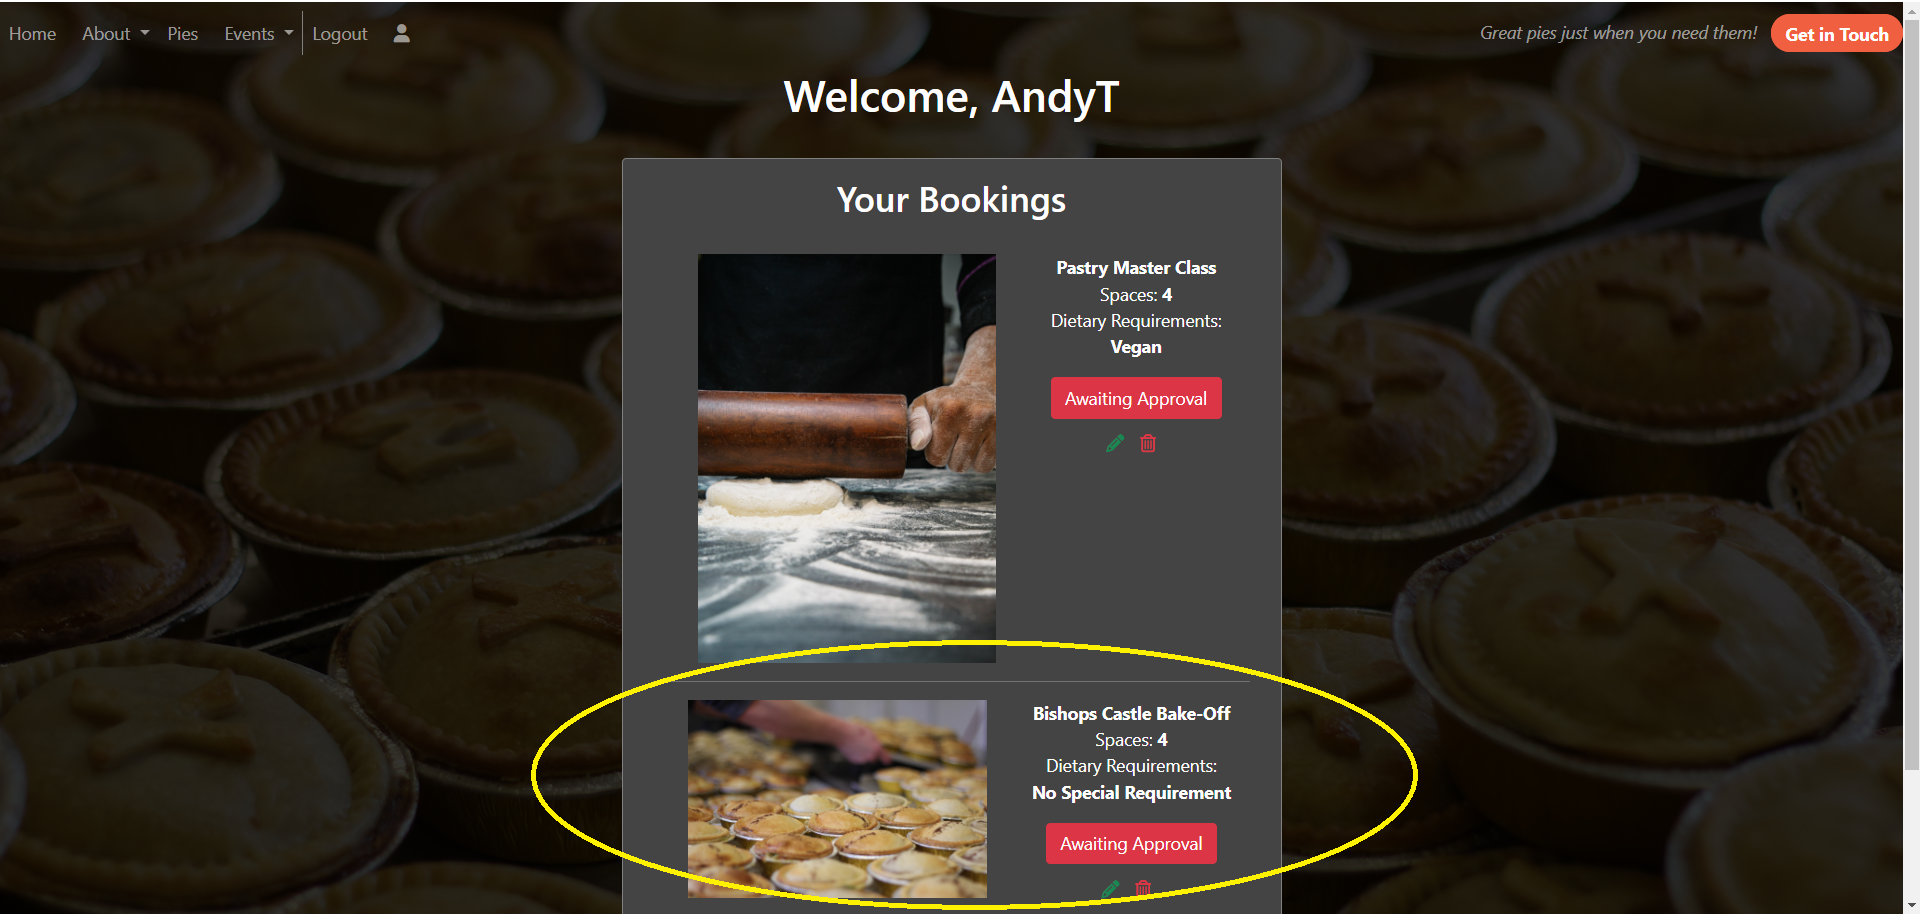 Home About Pies Events Logout Great pies just when you need them! Get in Touch
Welcome, AndyT
Your Bookings
Pastry Master Class
Spaces: 4
Dietary Requirements:
Vegan
Awaiting Approval
Bishops Castle Bake-Off
Spaces: 4
Dietary Requirements:
No Special Requirement
Awaiting Approval